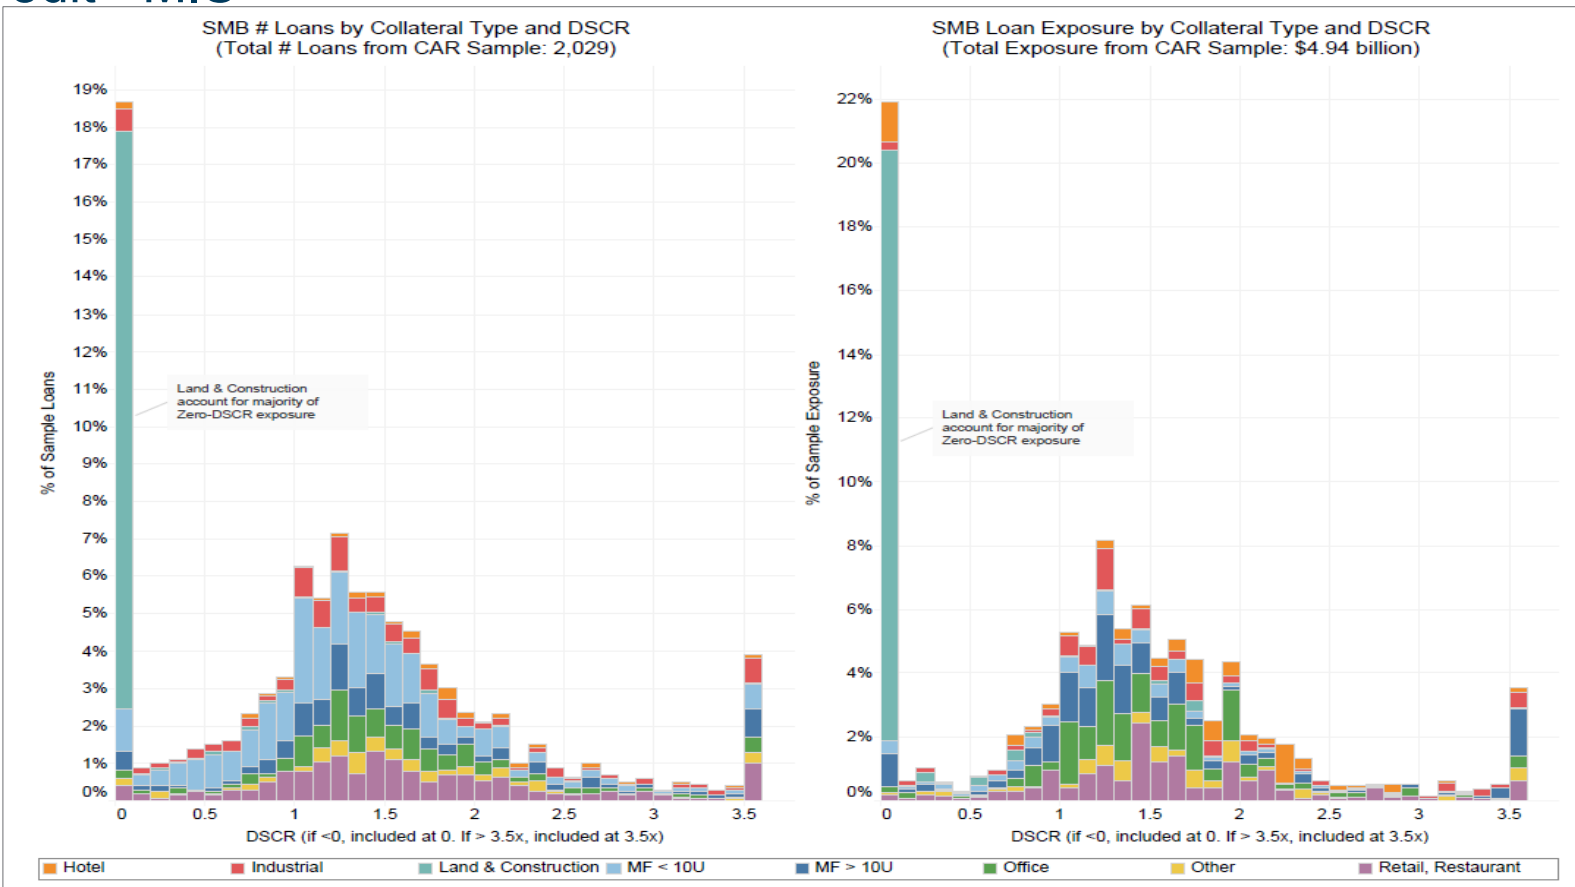 SMB # Loans by Collateral Type and DSCR
(Total # Loans from CAR Sample: 2,029)
19%
18%
17%
16%
15%
14%
13%
12%
11%
10%
9%
8%
7%
6%
5%
4%
3%
2%
1%
0%
% of Sample Loans
Land & Construction
account for majority of
Zero-DSCR exposure
0 0.5 1 1.5 2 2.5 3 3.5
DSCR (if <0, included at 0. If > 3.5x, included at 3.5x)
SMB Loan Exposure by Collateral Type and DSCR
(Total Exposure from CAR Sample: $4.94 billion)
22%
20%
18%
16%
14%
12%
10%
8%
6%
4%
2%
0%
% of Sample Exposure
Land & Construction
account for majority of
Zero-DSCR exposure
0 0.5 1 1.5 2 2.5 3 3.5
DSCR (if <0, included at 0. If > 3.5x, included at 3.5x)
Hotel Industrial Land & Construction MF < 10U MF > 10U Office Other Retail, Restaurant